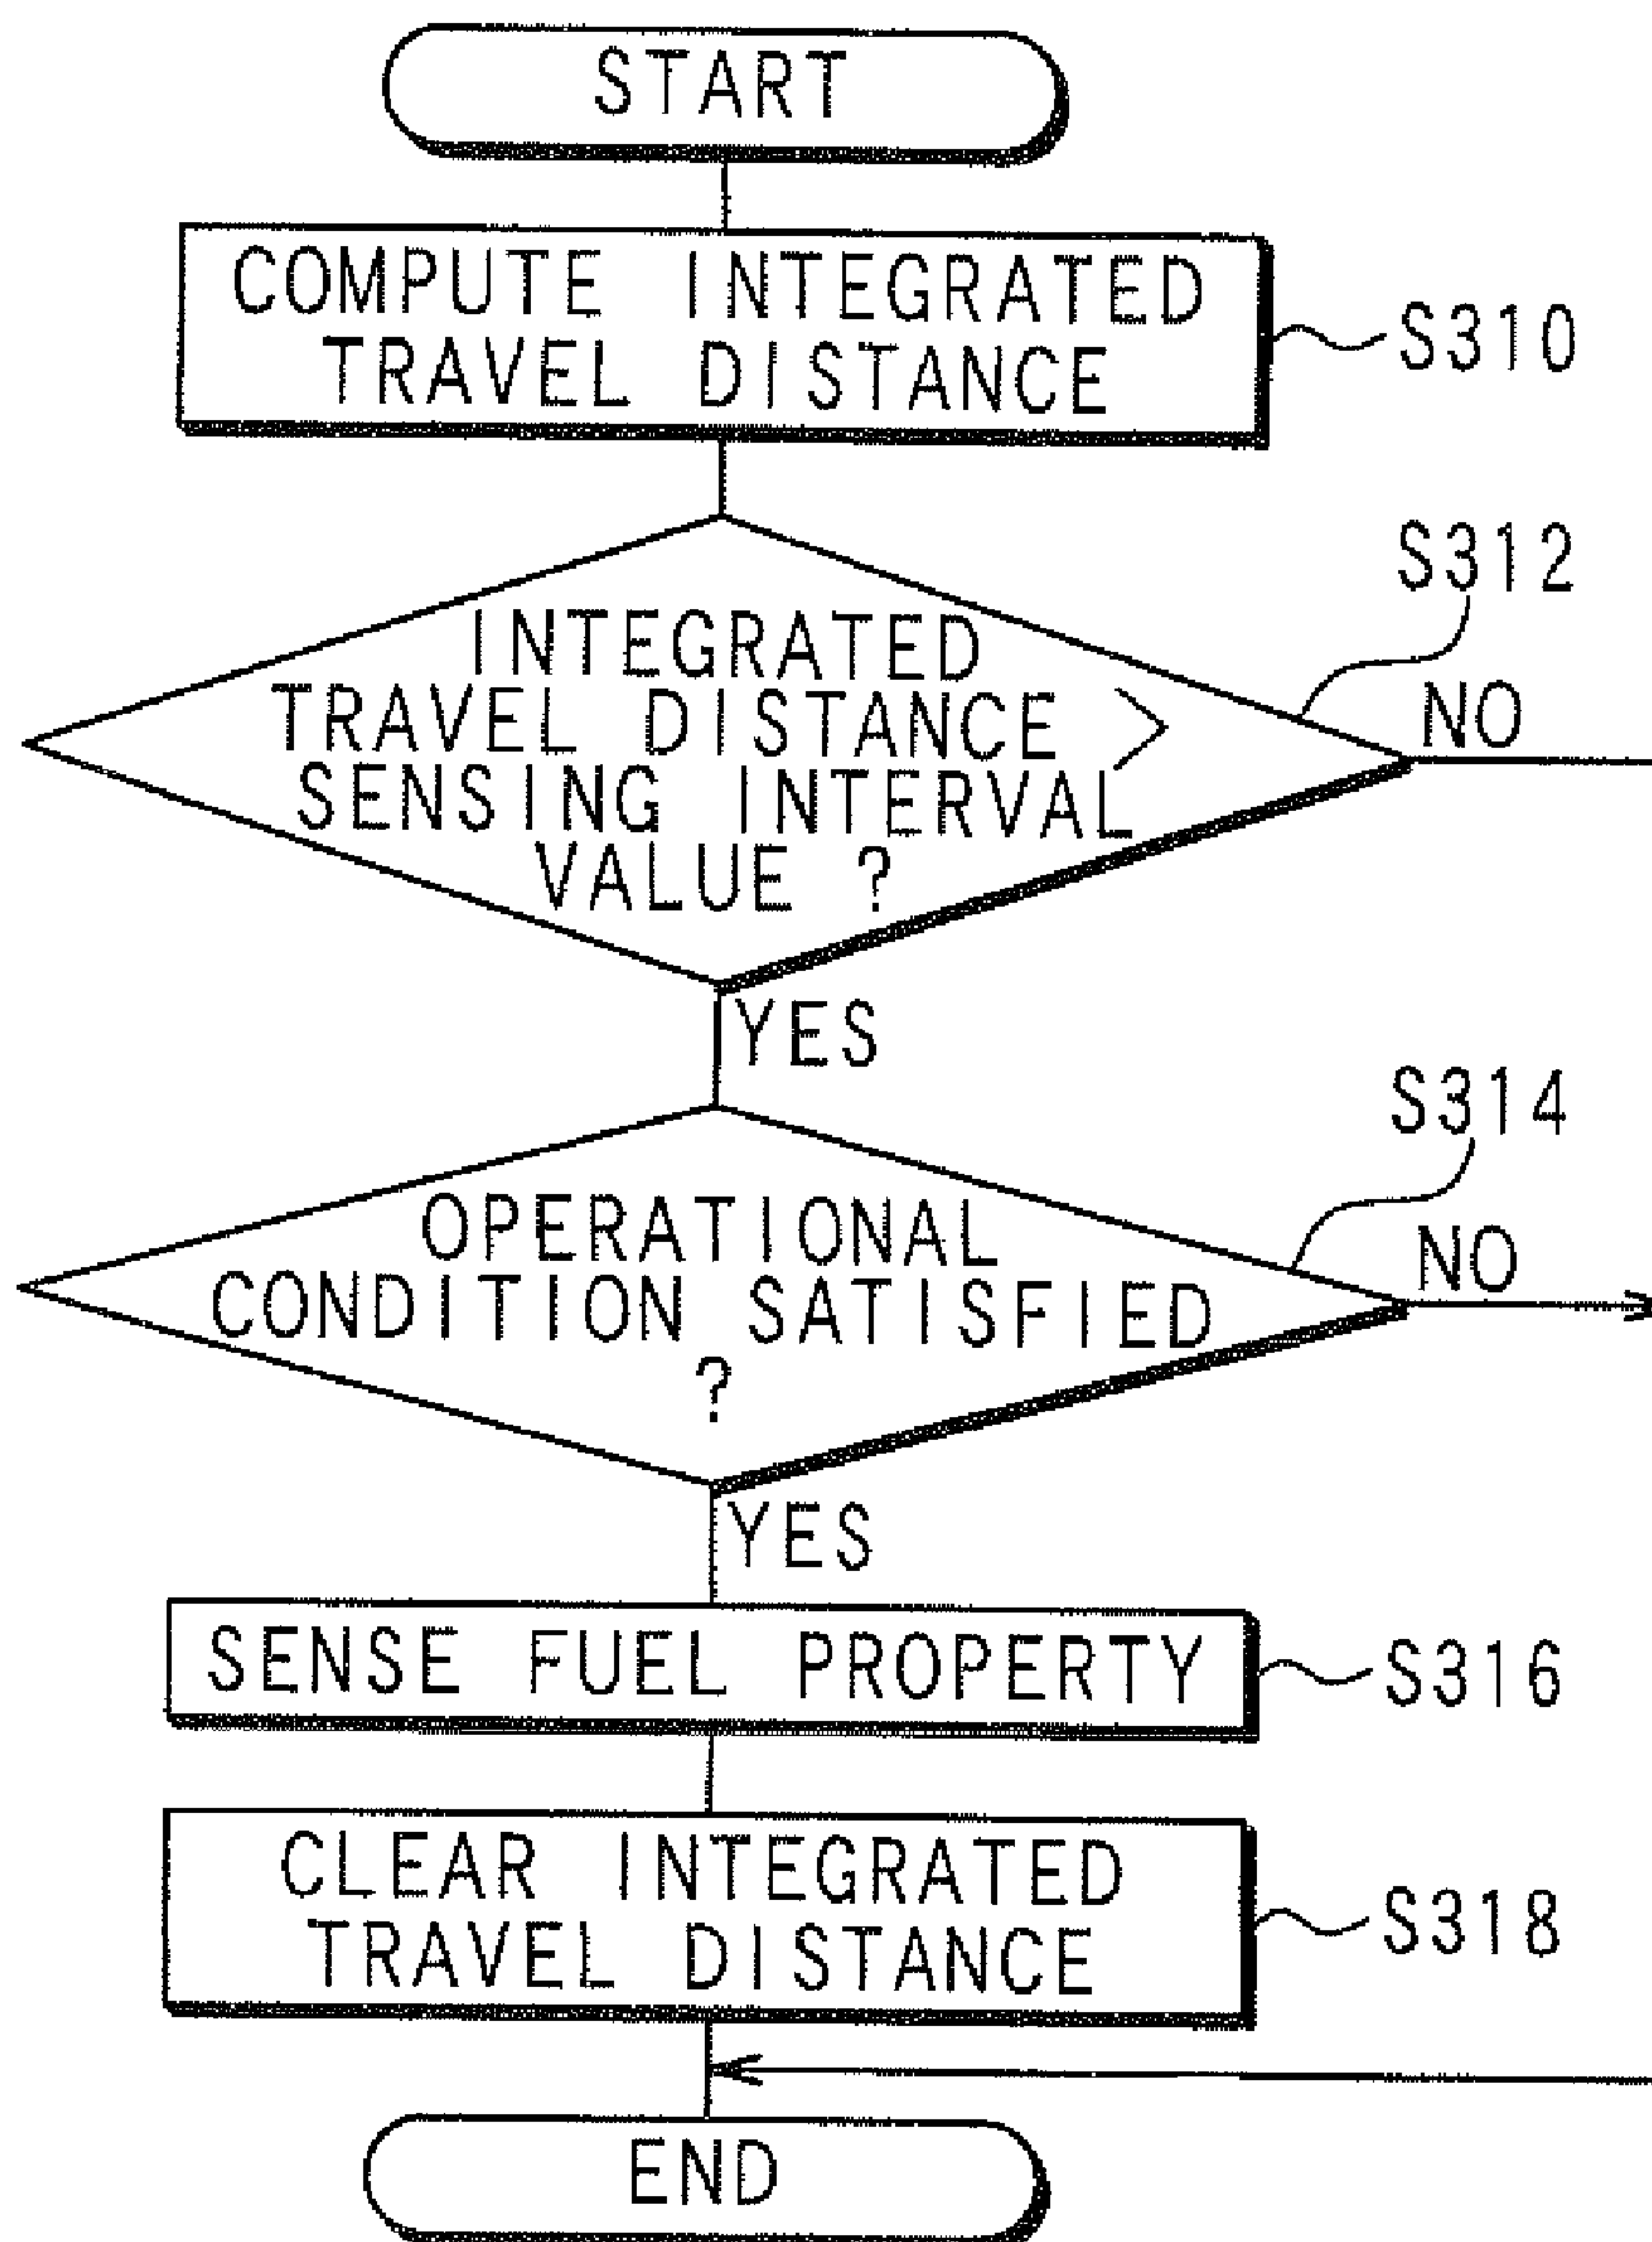 START
COMPUTE INTEGRATED
TRAVEL DISTANCE
S310
S312
INTEGRATED
TRAVEL DISTANCE >
SENSING INTERVAL
VALUE ?
NO
YES
S314
OPERATIONAL
CONDITION SATISFIED
?
NO
YES
SENSE FUEL PROPERTY
S316
CLEAR INTEGRATED
TRAVEL DISTANCE
S318
END